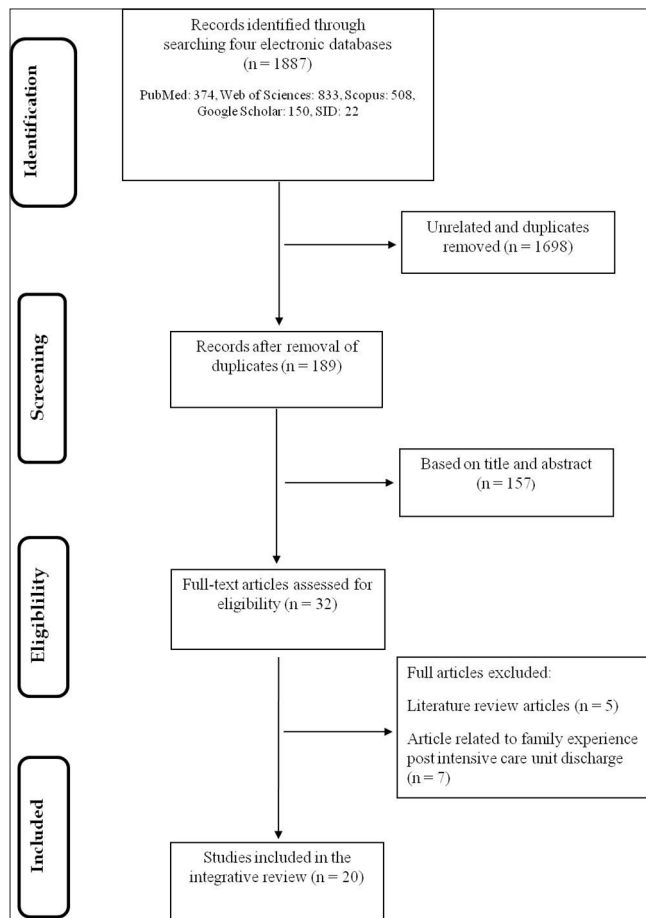 Identification
Records identified through
searching four electronic databases
(n = 1887)
PubMed: 374, Web of Sciences: 833, Scopus: 508,
Google Scholar: 150, SID: 22
Unrelated and duplicates
removed (n = 1698)
Screening
Records after removal of
duplicates (n = 189)
Based on title and abstract
(n = 157)
Eligiblility
Full-text articles assessed for
eligibility (n = 32)
Full articles excluded:
Literature review articles (n = 5)
Article related to family experience
post intensive care unit discharge
(n = 7)
Included
Studies included in the
integrative review (n = 20)